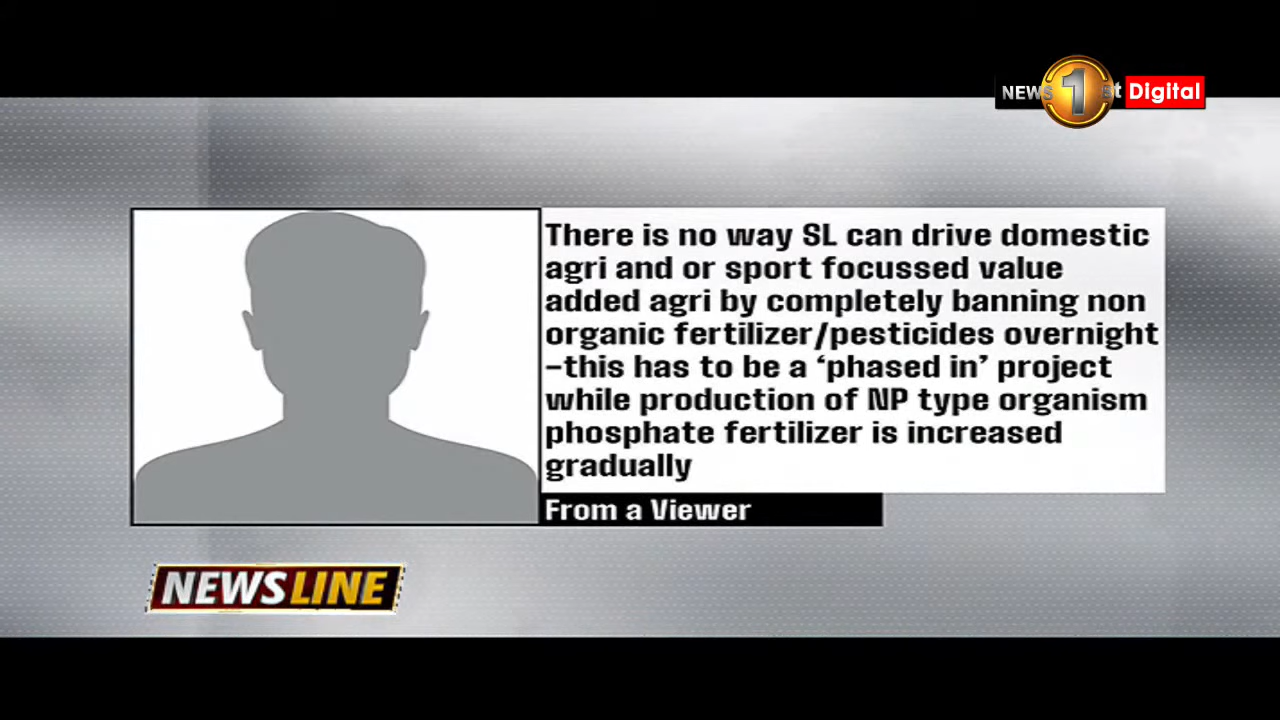 NEWS 1st Digital
There is no way SL can drive domestic
agri and or sport focussed value
added agri by completely banning non
organic fertilizer/pesticides overnight
-this has to be a ‘phased in’ project
while production of NP type organism
phosphate fertilizer is increased
gradually
From a Viewer
NEWSLINE